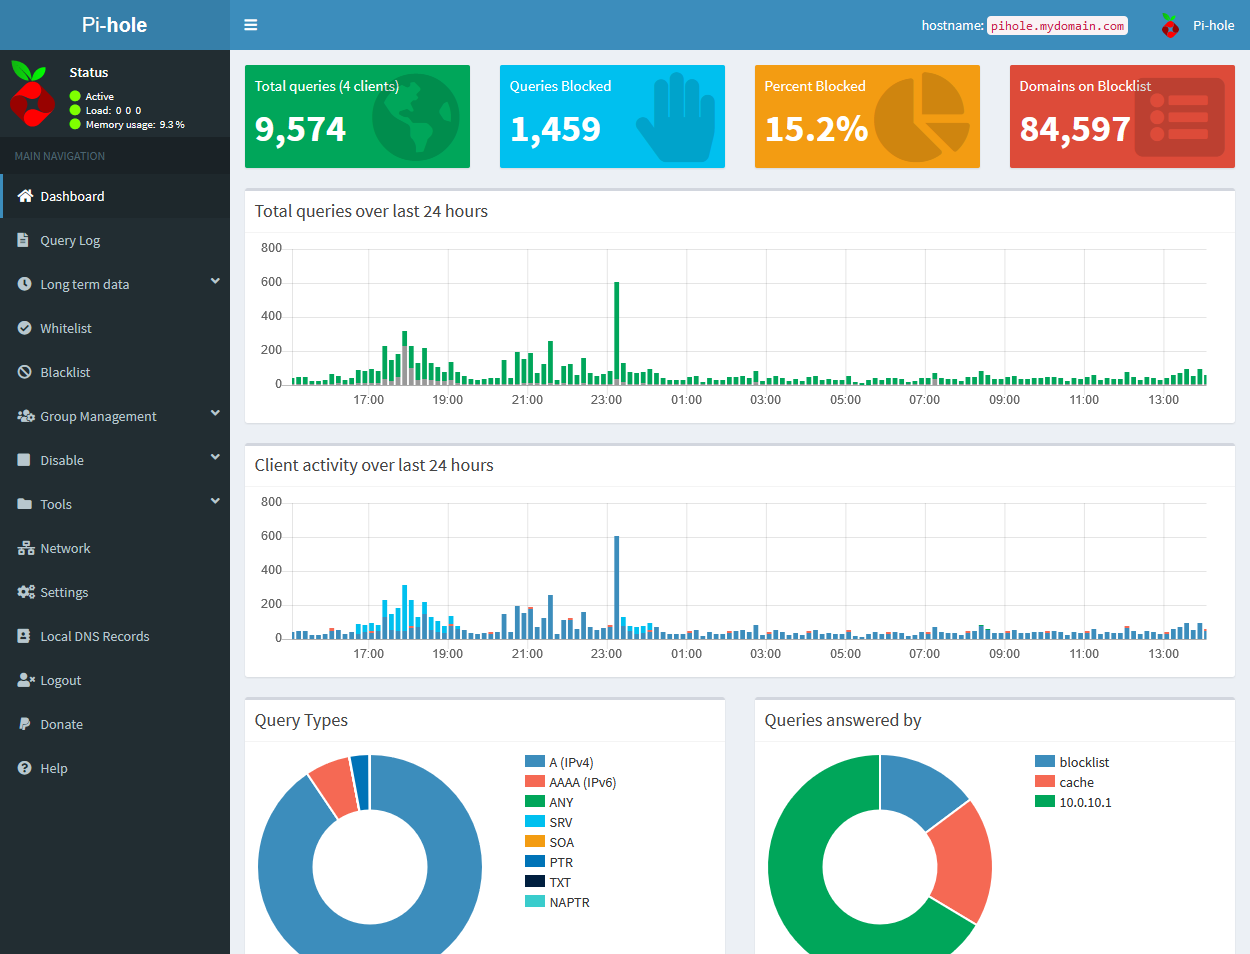 Pi-hole
hostname: pihole.mydomain.com
Pi-hole
Status
Active
Load: 0 0 0
Memory usage: 9.3 %
MAIN NAVIGATION
Dashboard
Query Log
Long term data
Whitelist
Blacklist
Group Management
Disable
Tools
Network
Settings
Local DNS Records
Logout
Donate
Help
Total queries (4 clients)
9,574
Queries Blocked
1,459
Percent Blocked
15.2%
Domains on Blocklist
84,597
Total queries over last 24 hours
800
600
400
200
0
17:00 19:00 21:00 23:00 01:00 03:00 05:00 07:00 09:00 11:00 13:00
Client activity over last 24 hours
800
600
400
200
0
17:00 19:00 21:00 23:00 01:00 03:00 05:00 07:00 09:00 11:00 13:00
Query Types
A (IPv4)
AAAA (IPv6)
ANY
SRV
SOA
PTR
TXT
NAPTR
Queries answered by
blocklist
cache
10.0.10.1